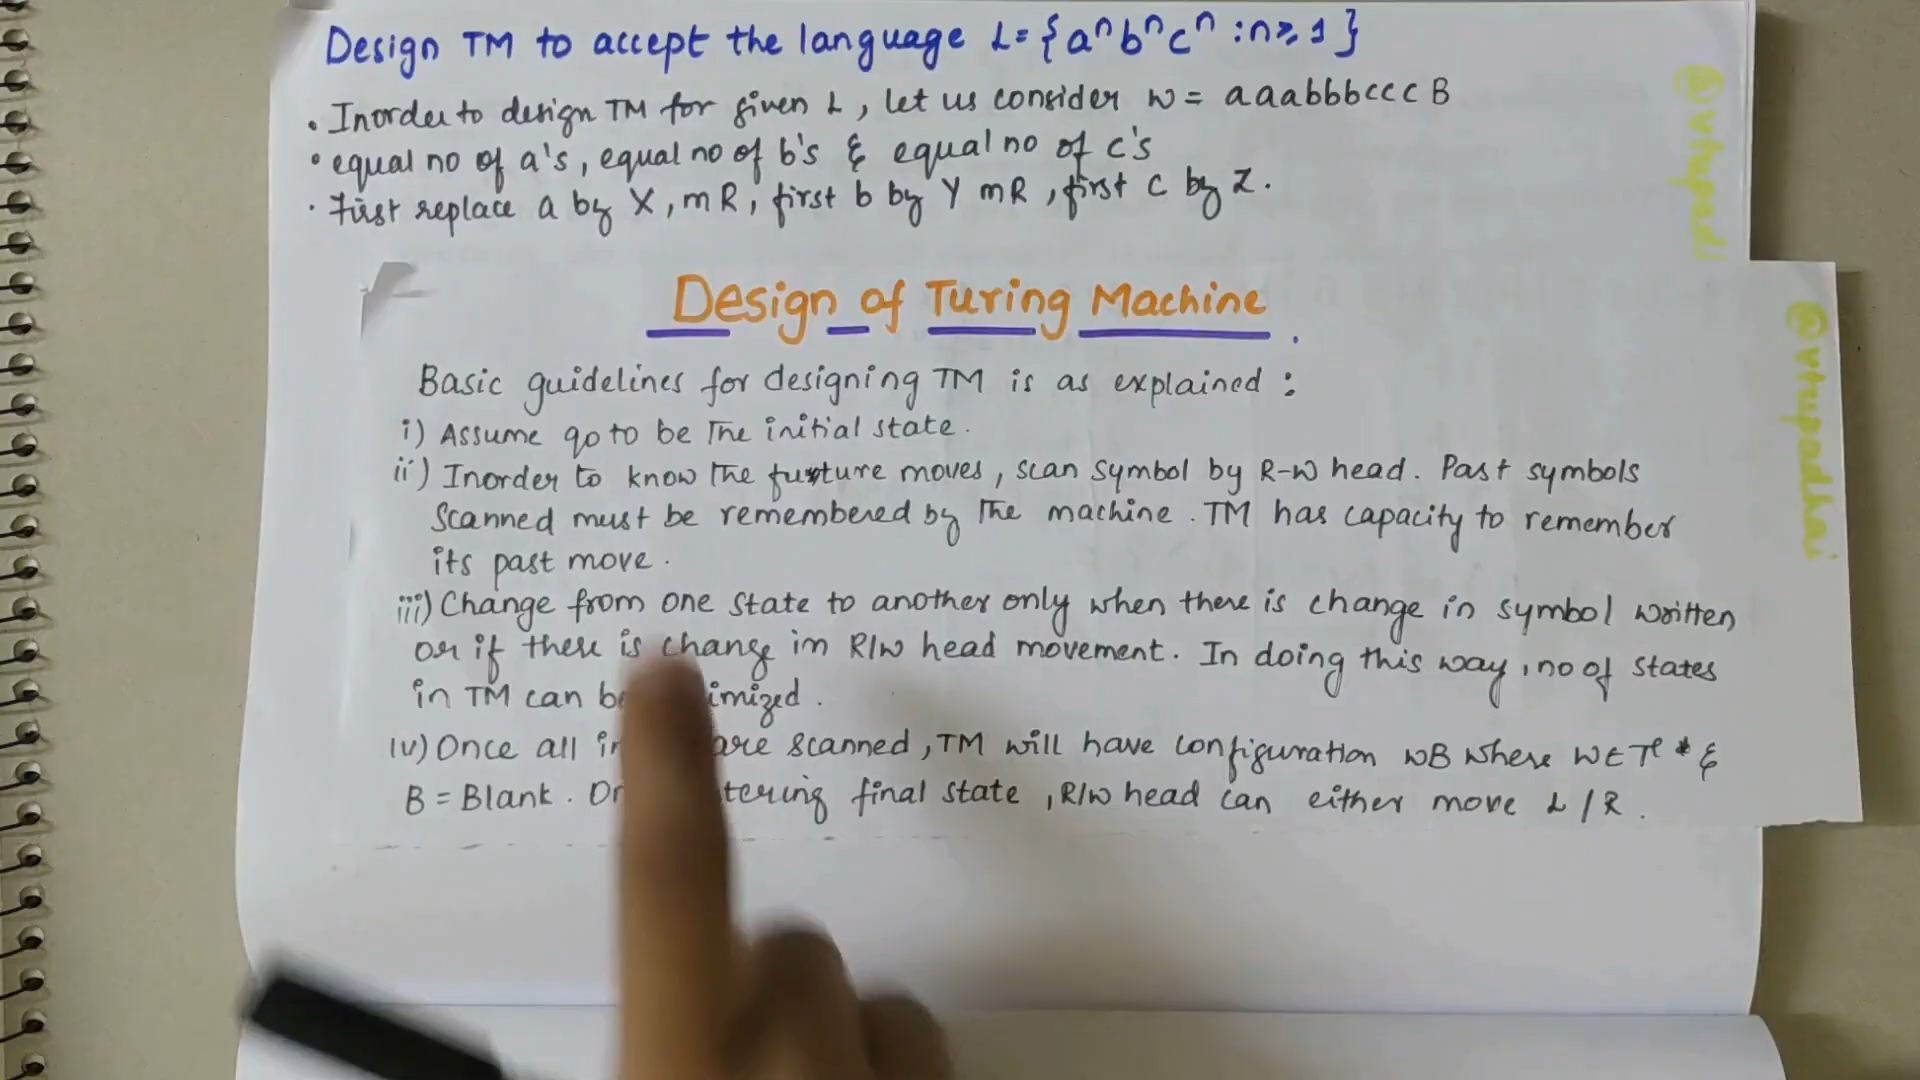 Design TM to accept the language L={aⁿbⁿcⁿ : n≥1}
• Inorder to design TM for given L, let us consider w = aaabbbcccB
• equal no of a's, equal no of b's & equal no of c's
• First replace a by X, mR, first b by Y mR, first c by Z.
Design of Turing Machine.
Basic guidelines for designing TM is as explained :
i) Assume qo to be The initial state.
ii) Inorder to know The future moves, scan symbol by R-W head. Past symbols
Scanned must be remembered by The machine. TM has capacity to remember
its past move.
iii) Change from one state to another only when there is change in symbol written
or if there is change in R/W head movement. In doing this way, no of states
in TM can be
IV) Once all are scanned, TM will have configuration wB where w∈ * &
B = Blank. final state, R/W head can either move L/R.
@vtupadhai
@vtupadhai